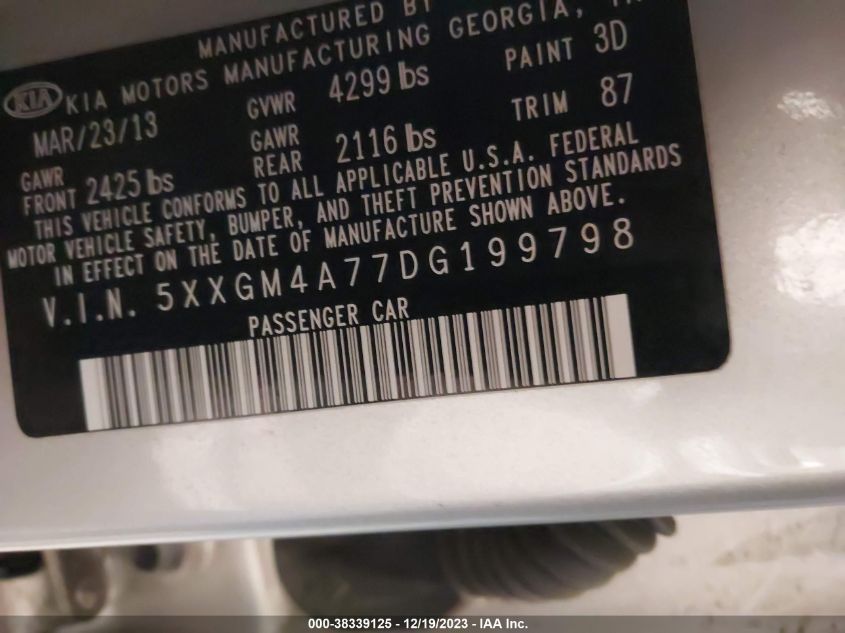 MANUFACTURED BY
KIA KIA MOTORS MANUFACTURING GEORGIA,
MAR/23/13 GVWR 4299 lbs PAINT 3D
GAWR FRONT 2425 lbs GAWR REAR 2116 lbs TRIM 87
THIS VEHICLE CONFORMS TO ALL APPLICABLE U.S.A. FEDERAL
MOTOR VEHICLE SAFETY, BUMPER, AND THEFT PREVENTION STANDARDS
IN EFFECT ON THE DATE OF MANUFACTURE SHOWN ABOVE.
V.I.N. 5XXGM4A77DG199798
PASSENGER CAR
000-38339125 - 12/19/2023 - IAA Inc.